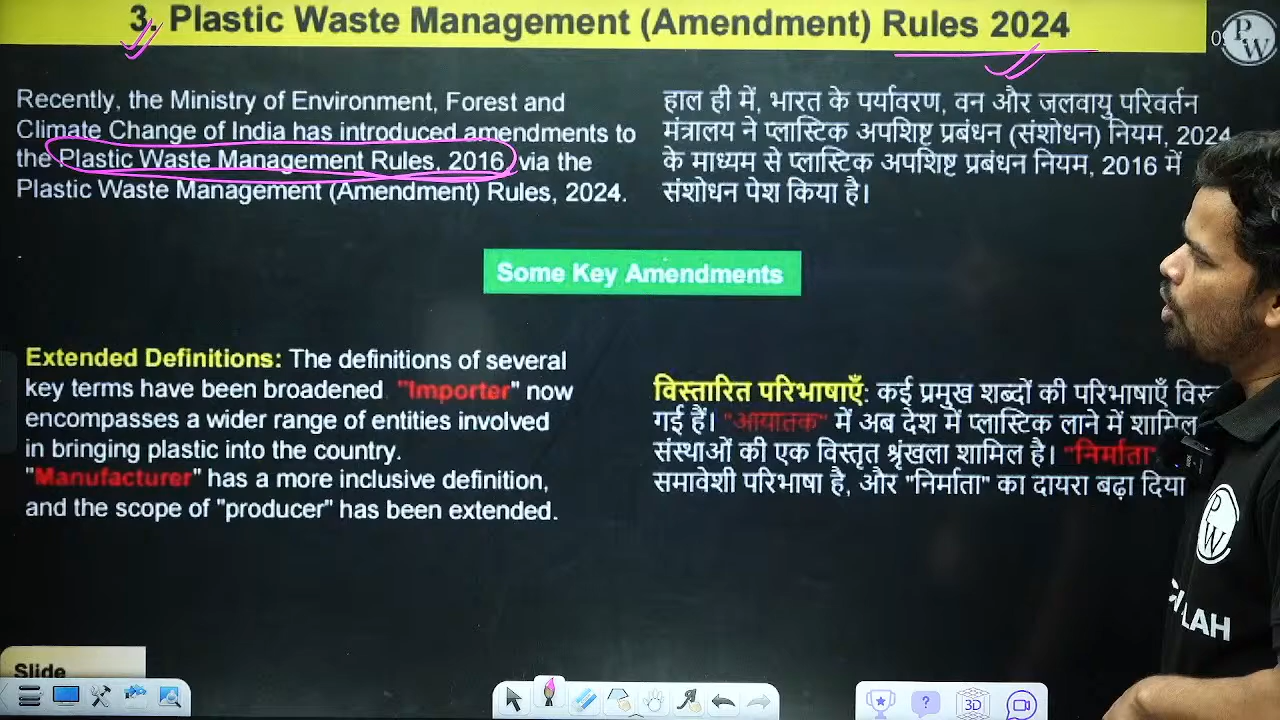 3. Plastic Waste Management (Amendment) Rules 2024
PW
Recently, the Ministry of Environment, Forest and
Climate Change of India has introduced amendments to
the Plastic Waste Management Rules, 2016 via the
Plastic Waste Management (Amendment) Rules, 2024.
हाल ही में, भारत के पर्यावरण, वन और जलवायु परिवर्तन
मंत्रालय ने प्लास्टिक अपशिष्ट प्रबंधन (संशोधन) नियम, 2024
के माध्यम से प्लास्टिक अपशिष्ट प्रबंधन नियम, 2016 में
संशोधन पेश किया है।
Some Key Amendments
Extended Definitions: The definitions of several
key terms have been broadened "Importer" now
encompasses a wider range of entities involved
in bringing plastic into the country.
"Manufacturer" has a more inclusive definition,
and the scope of "producer" has been extended.
विस्तारित परिभाषाएँ: कई प्रमुख शब्दों की परिभाषाएँ
गई हैं। "आयातक" में अब देश में प्लास्टिक लाने में शामिल
संस्थाओं की एक विस्तृत श्रृंखला शामिल है। "निर्माता"
समावेशी परिभाषा है, और "निर्माता" का दायरा बढ़ा दिया
PW
LAH
Slide
3D